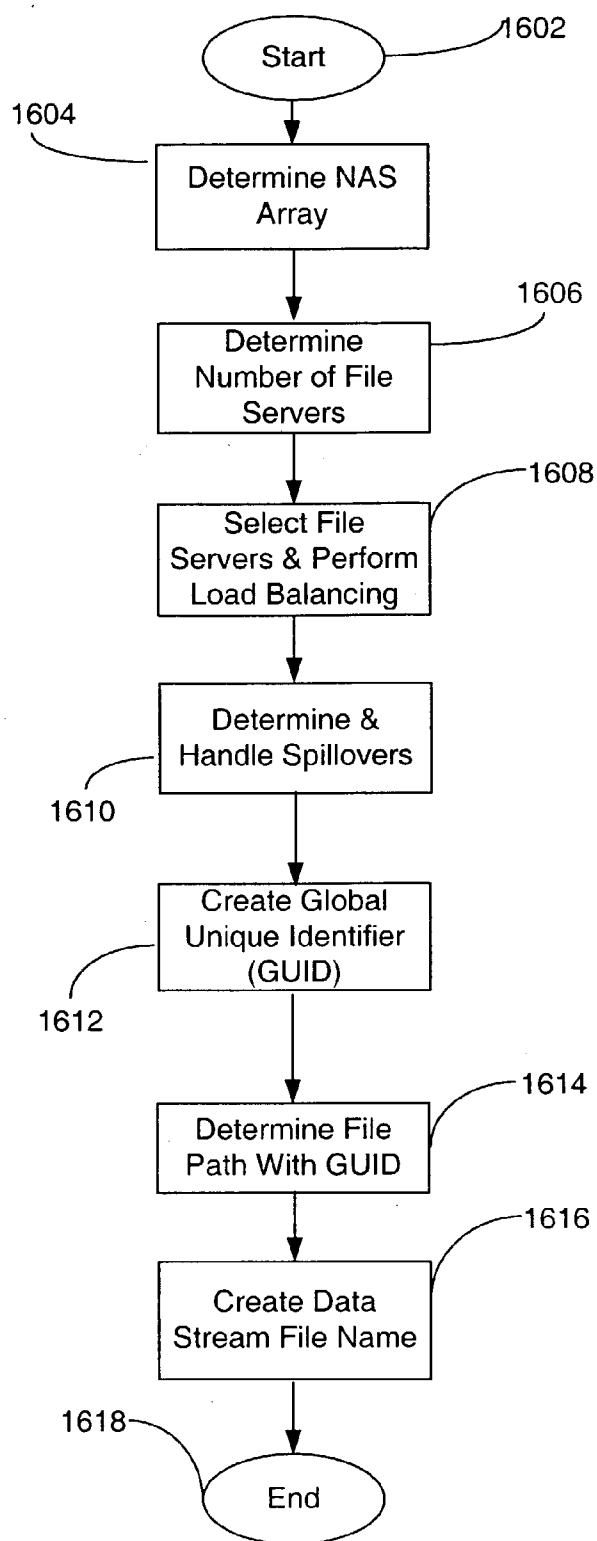 Start
1602
1604
Determine NAS
Array
1606
Determine
Number of File
Servers
1608
Select File
Servers & Perform
Load Balancing
Determine &
Handle Spillovers
1610
Create Global
Unique Identifier
(GUID)
1612
1614
Determine File
Path With GUID
1616
Create Data
Stream File Name
1618
End